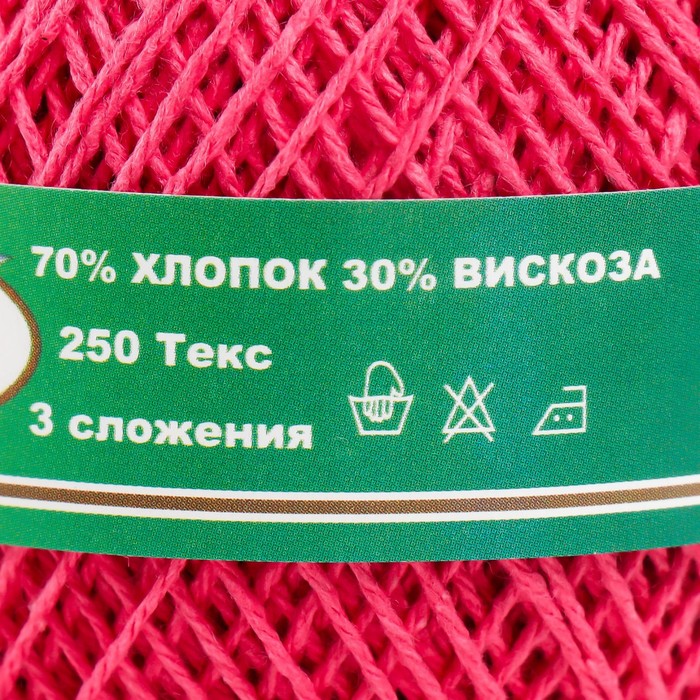 70% ХЛОПОК 30% ВИСКОЗА
250 Текс
3 сложения